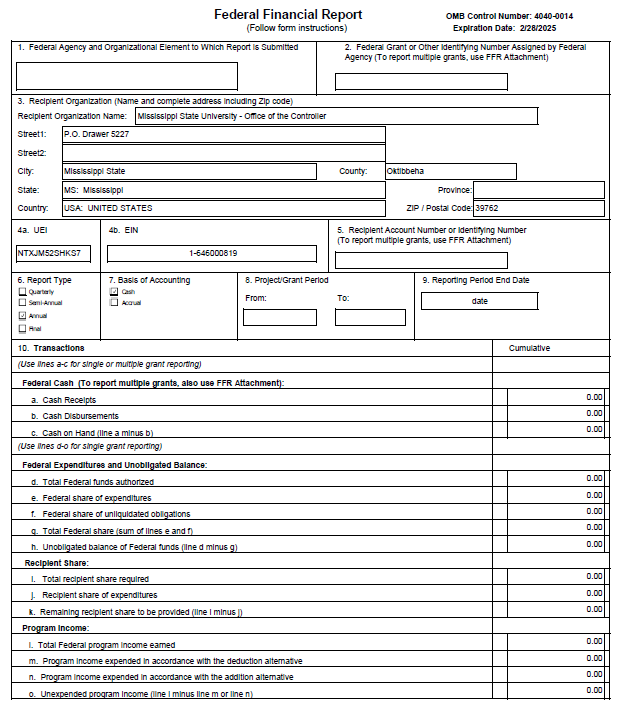 Federal Financial Report
(Follow form instructions)
OMB Control Number: 4040-0014
Expiration Date: 2/28/2025
1. Federal Agency and Organizational Element to Which Report is Submitted
2. Federal Grant or Other Identifying Number Assigned by Federal
Agency (To report multiple grants, use FFR Attachment)
3. Recipient Organization (Name and complete address including Zip code)
Recipient Organization Name: Mississippi State University - Office of the Controller
Street1: P.O. Drawer 5227
Street2:
City: Mississippi State County: Oktibbeha
State: MS: Mississippi Province:
Country: USA: UNITED STATES ZIP / Postal Code: 39762
4a. UEI
NTXJM52SHKS7
4b. EIN
1-646000819
5. Recipient Account Number or Identifying Number
(To report multiple grants, use FFR Attachment)
6. Report Type
Quarterly
Semi-Annual
Annual
Final
7. Basis of Accounting
Cash
Accrual
8. Project/Grant Period
From: To:
9. Reporting Period End Date
date
10. Transactions Cumulative
(Use lines a-c for single or multiple grant reporting)
Federal Cash (To report multiple grants, also use FFR Attachment):
a. Cash Receipts 0.00
b. Cash Disbursements 0.00
c. Cash on Hand (line a minus b) 0.00
(Use lines d-o for single grant reporting)
Federal Expenditures and Unobligated Balance:
d. Total Federal funds authorized 0.00
e. Federal share of expenditures 0.00
f. Federal share of unliquidated obligations 0.00
g. Total Federal share (sum of lines e and f) 0.00
h. Unobligated balance of Federal funds (line d minus g) 0.00
Recipient Share:
i. Total recipient share required 0.00
j. Recipient share of expenditures 0.00
k. Remaining recipient share to be provided (line i minus j) 0.00
Program Income:
l. Total Federal program income earned 0.00
m. Program Income expended in accordance with the deduction alternative 0.00
n. Program Income expended in accordance with the addition alternative 0.00
o. Unexpended program income (line l minus line m or line n) 0.00